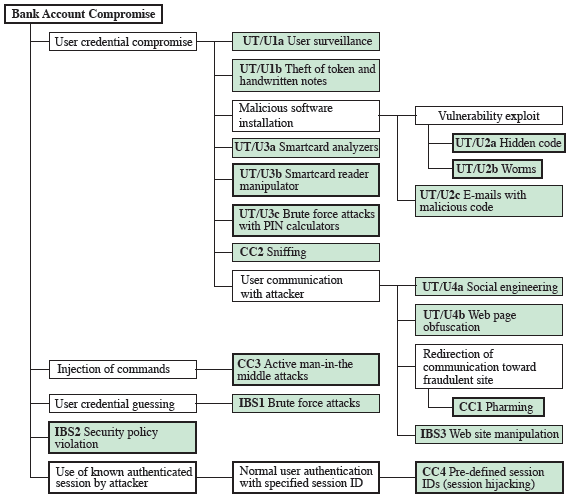 Bank Account Compromise
User credential compromise
UT/U1a User surveillance
UT/U1b Theft of token and
handwritten notes
Malicious software
installation
Vulnerability exploit
UT/U2a Hidden code
UT/U2b Worms
UT/U2c E-mails with
malicious code
UT/U3a Smartcard analyzers
UT/U3b Smartcard reader
manipulator
UT/U3c Brute force attacks
with PIN calculators
CC2 Sniffing
User communication
with attacker
UT/U4a Social engineering
UT/U4b Web page
obfuscation
Redirection of
communication toward
fraudulent site
CC1 Pharming
IBS3 Web site manipulation
Injection of commands
CC3 Active man-in-the
middle attacks
User credential guessing
IBS1 Brute force attacks
IBS2 Security policy
violation
Use of known authenticated
session by attacker
Normal user authentication
with specified session ID
CC4 Pre-defined session
IDs (session hijacking)